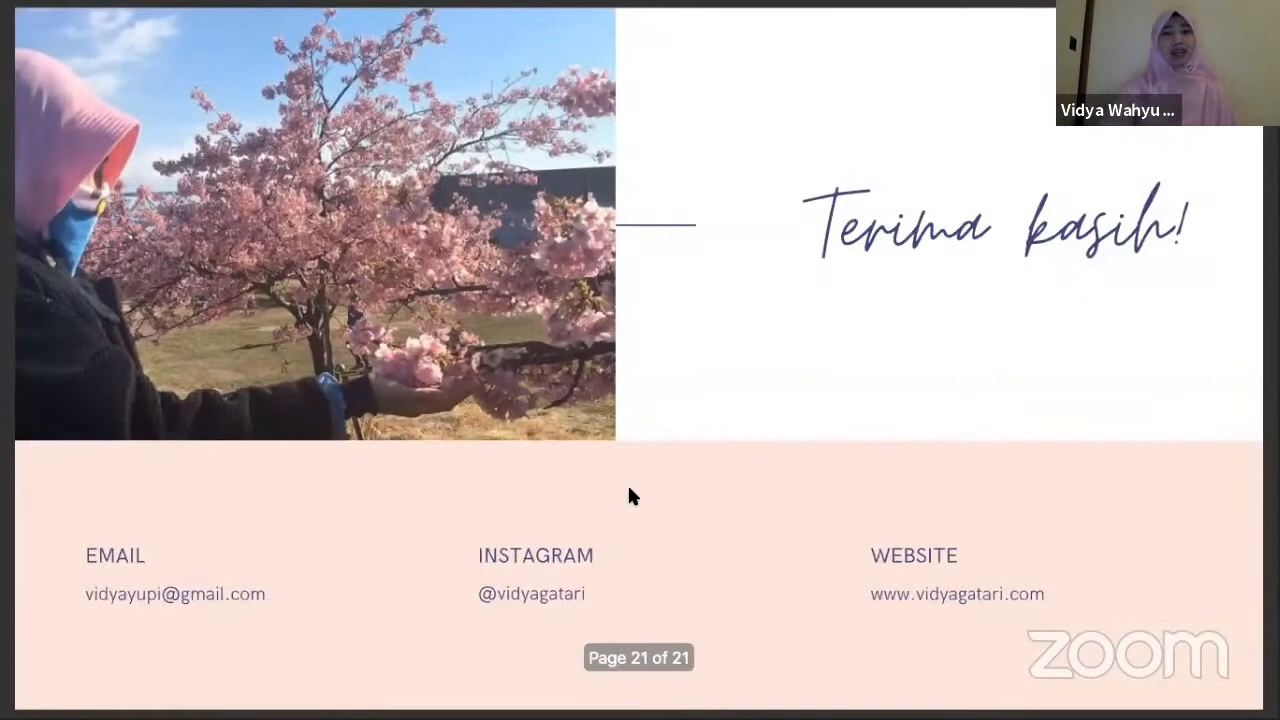 Vidya Wahyu ...
Terima kasih!
EMAIL
vidyayupi@gmail.com
INSTAGRAM
@vidyagatari
WEBSITE
www.vidyagatari.com
Page 21 of 21
zoom